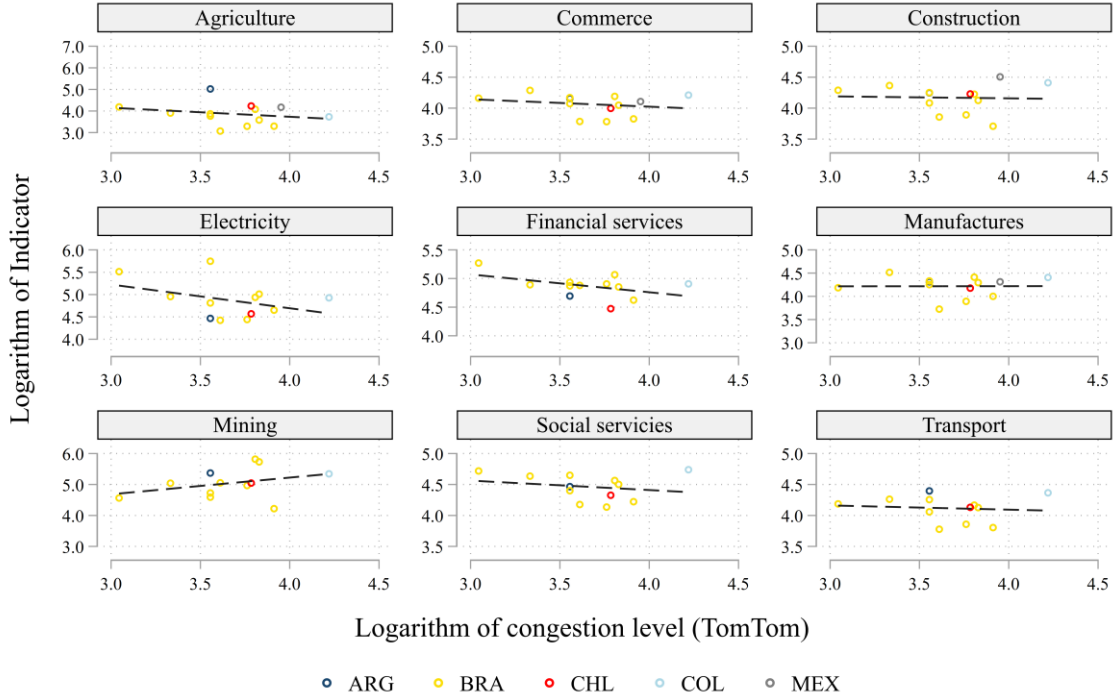 Agriculture
Commerce
Construction
7.0
6.0
5.0
4.0
3.0
3.0 3.5 4.0 4.5
5.0
4.5
4.0
3.5
3.0 3.5 4.0 4.5
5.0
4.5
4.0
3.5
3.0 3.5 4.0 4.5
Electricity
Financial services
Manufactures
6.0
5.5
5.0
4.5
4.0
3.0 3.5 4.0 4.5
5.5
5.0
4.5
4.0
3.0 3.5 4.0 4.5
5.0
4.5
4.0
3.5
3.0
3.0 3.5 4.0 4.5
Mining
Social servicies
Transport
6.0
5.0
4.0
3.0
3.0 3.5 4.0 4.5
5.0
4.5
4.0
3.5
3.0 3.5 4.0 4.5
5.0
4.5
4.0
3.5
3.0 3.5 4.0 4.5
Logarithm of Indicator
Logarithm of congestion level (TomTom)
ARG BRA CHL COL MEX